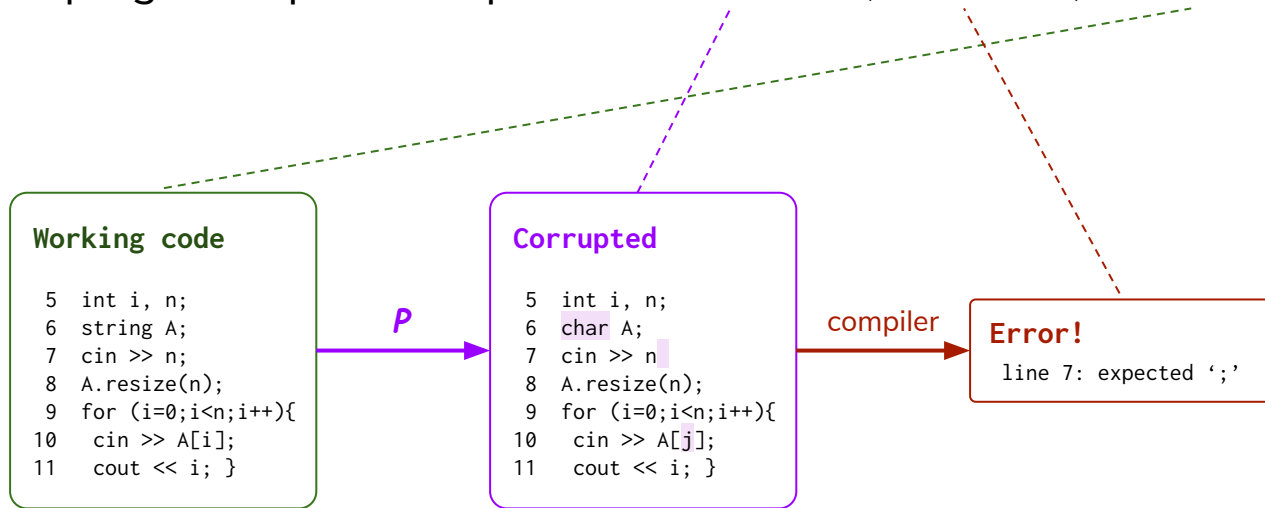 Working code
5 int i, n;
6 string A;
7 cin >> n;
8 A.resize(n);
9 for (i=0;i<n;i++){
10 cin >> A[i];
11 cout << i; }
P
Corrupted
5 int i, n;
6 char A;
7 cin >> n
8 A.resize(n);
9 for (i=0;i<n;i++){
10 cin >> A[j];
11 cout << i; }
compiler
Error!
line 7: expected ‘;’